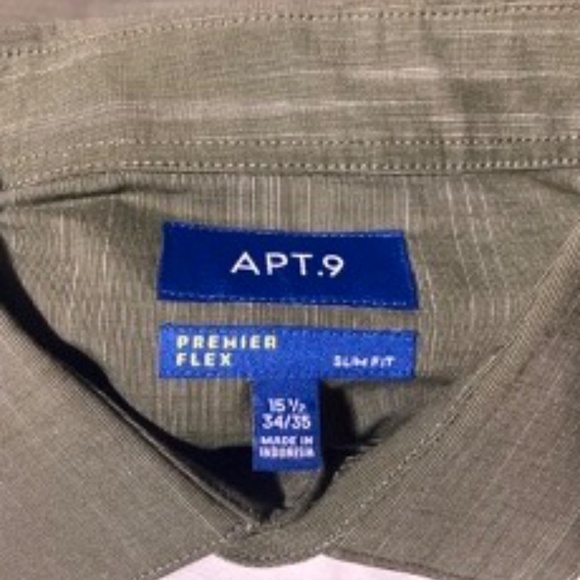 APT.9
PREMIER
FLEX
SLIM FIT
15 ½
34/35
MADE IN
INDONESIA